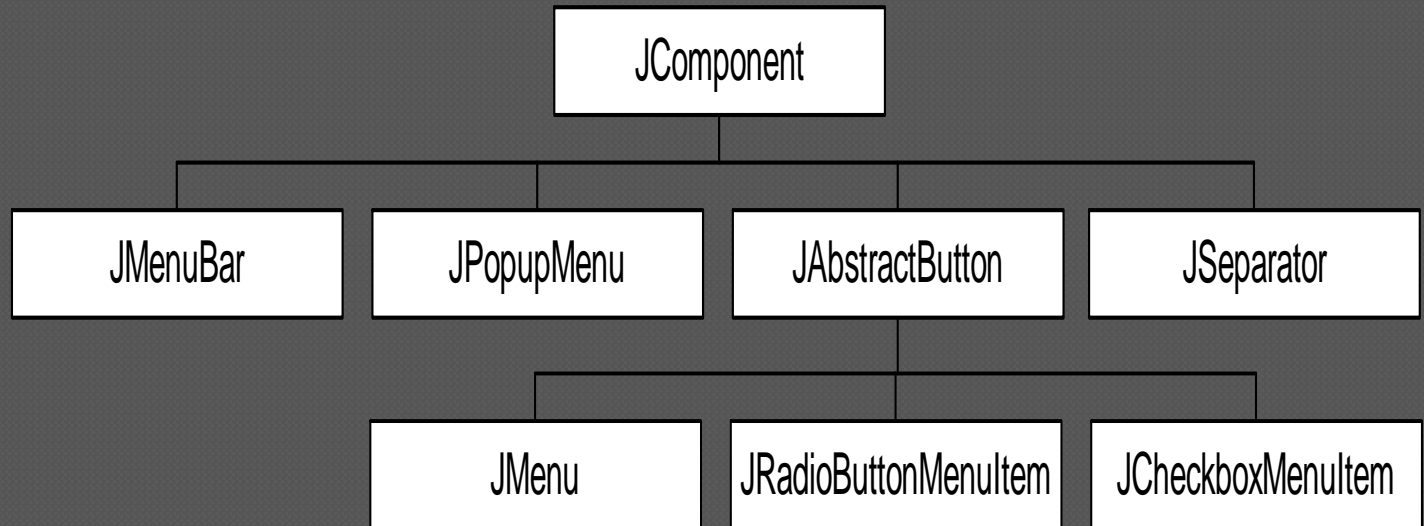 JComponent
JMenuBar
JPopupMenu
JAbstractButton
JSeparator
JMenu
JRadioButtonMenuItem
JCheckboxMenuItem